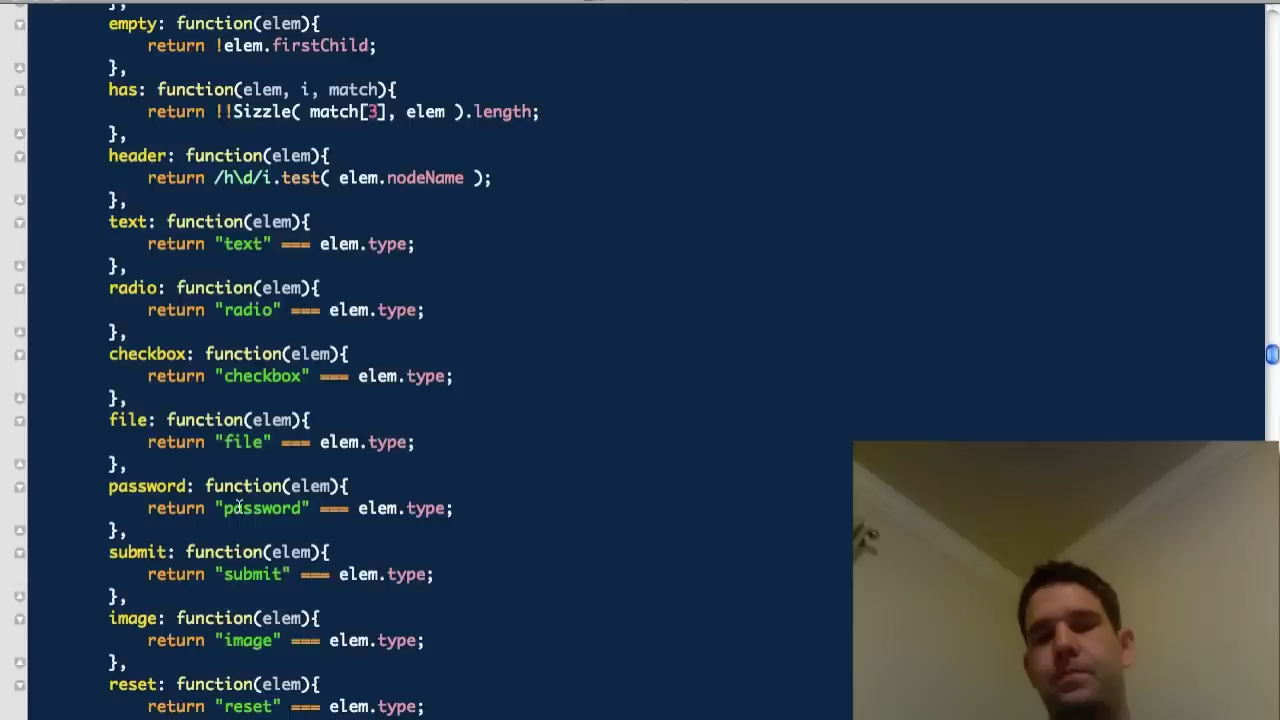 },
empty: function(elem){
return !elem.firstChild;
},
has: function(elem, i, match){
return !!Sizzle( match[3], elem ).length;
},
header: function(elem){
return /h\d/i.test( elem.nodeName );
},
text: function(elem){
return "text" === elem.type;
},
radio: function(elem){
return "radio" === elem.type;
},
checkbox: function(elem){
return "checkbox" === elem.type;
},
file: function(elem){
return "file" === elem.type;
},
password: function(elem){
return "password" === elem.type;
},
submit: function(elem){
return "submit" === elem.type;
},
image: function(elem){
return "image" === elem.type;
},
reset: function(elem){
return "reset" === elem.type;